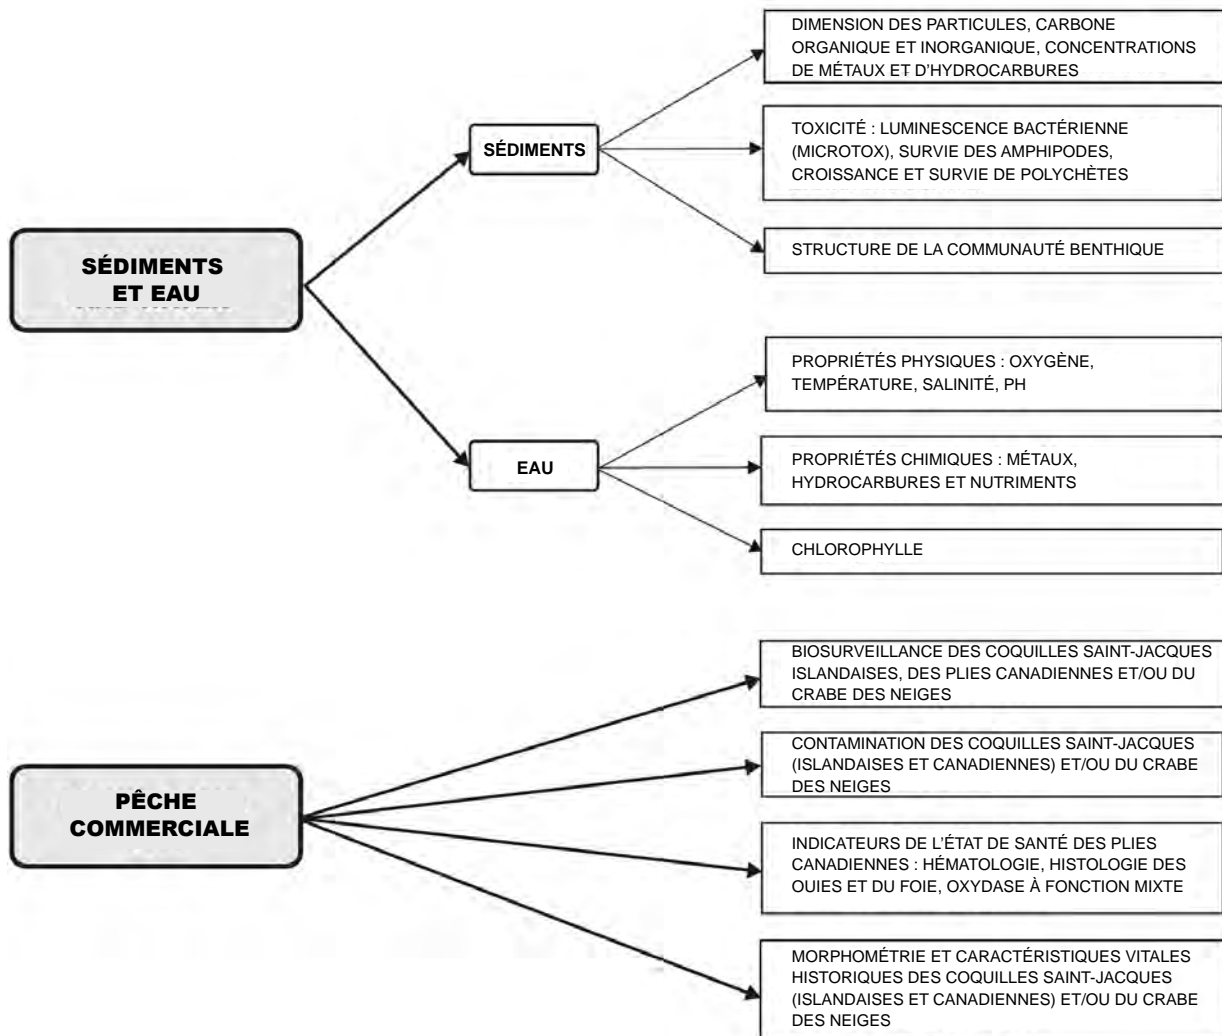 DIMENSION DES PARTICULES, CARBONE
ORGANIQUE ET INORGANIQUE, CONCENTRATIONS
DE MÉTAUX ET D'HYDROCARBURES
SÉDIMENTS
TOXICITÉ : LUMINESCENCE BACTÉRIENNE
(MICROTOX), SURVIE DES AMPHIPODES,
CROISSANCE ET SURVIE DE POLYCHÈTES
STRUCTURE DE LA COMMUNAUTÉ BENTHIQUE
SÉDIMENTS
ET EAU
PROPRIÉTÉS PHYSIQUES : OXYGÈNE,
TEMPÉRATURE, SALINITÉ, PH
EAU
PROPRIÉTÉS CHIMIQUES : MÉTAUX,
HYDROCARBURES ET NUTRIMENTS
CHLOROPHYLLE
BIOSURVEILLANCE DES COQUILLES SAINT-JACQUES
ISLANDAISES, DES PLIES CANADIENNES ET/OU DU
CRABE DES NEIGES
CONTAMINATION DES COQUILLES SAINT-JACQUES
(ISLANDAISES ET CANADIENNES) ET/OU DU CRABE
DES NEIGES
PÊCHE
COMMERCIALE
INDICATEURS DE L'ÉTAT DE SANTÉ DES PLIES
CANADIENNES : HÉMATOLOGIE, HISTOLOGIE DES
OUIES ET DU FOIE, OXYDASE À FONCTION MIXTE
MORPHOMÉTRIE ET CARACTÉRISTIQUES VITALES
HISTORIQUES DES COQUILLES SAINT-JACQUES
(ISLANDAISES ET CANADIENNES) ET/OU DU CRABE
DES NEIGES